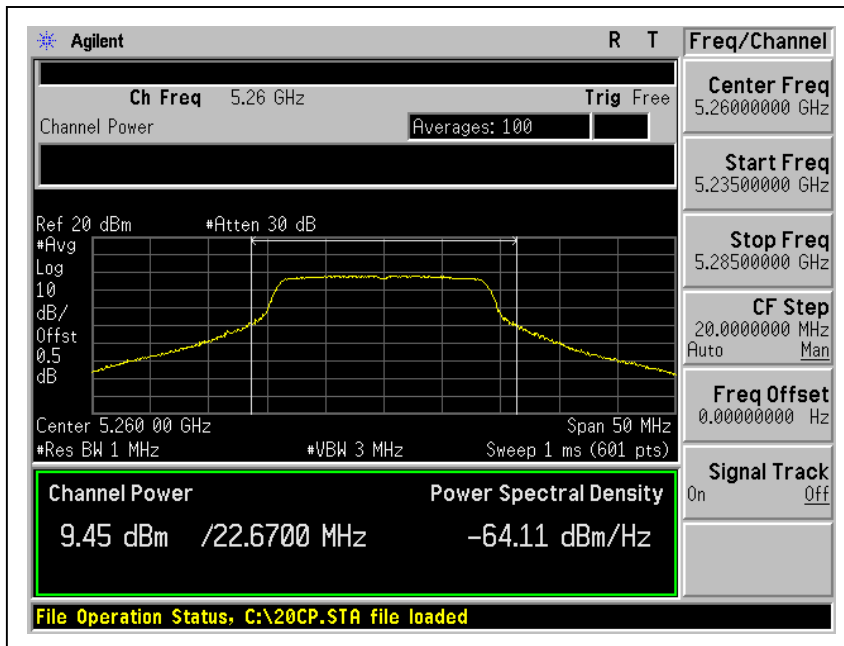 Agilent R T
Ch Freq 5.26 GHz Trig Free
Channel Power Averages: 100
Ref 20 dBm #Atten 30 dB
#Avg
Log
10
dB/
Offst
0.5
dB
Center 5.260 00 GHz Span 50 MHz
#Res BW 1 MHz #VBW 3 MHz Sweep 1 ms (601 pts)
Channel Power Power Spectral Density
9.45 dBm /22.6700 MHz -64.11 dBm/Hz
File Operation Status, C:\20CP.STA file loaded
Freq/Channel
Center Freq
5.26000000 GHz
Start Freq
5.23500000 GHz
Stop Freq
5.28500000 GHz
CF Step
20.0000000 MHz
Auto Man
Freq Offset
0.00000000 Hz
Signal Track
On Off